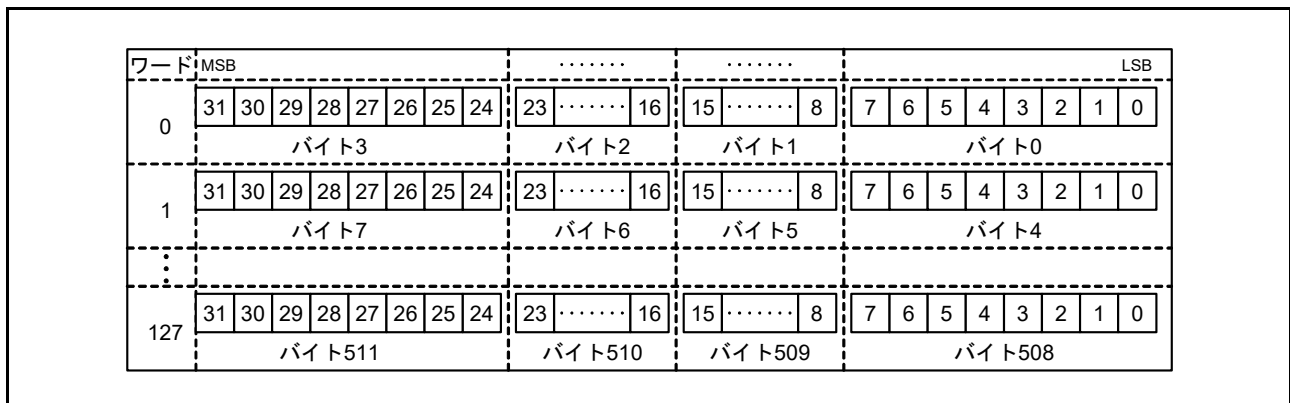 ワード MSB ······· ······· LSB
0 31 30 29 28 27 26 25 24 23 ······· 16 15 ······· 8 7 6 5 4 3 2 1 0
バイト3 バイト2 バイト1 バイト0
1 31 30 29 28 27 26 25 24 23 ······· 16 15 ······· 8 7 6 5 4 3 2 1 0
バイト7 バイト6 バイト5 バイト4
⋮
127 31 30 29 28 27 26 25 24 23 ······· 16 15 ······· 8 7 6 5 4 3 2 1 0
バイト511 バイト510 バイト509 バイト508